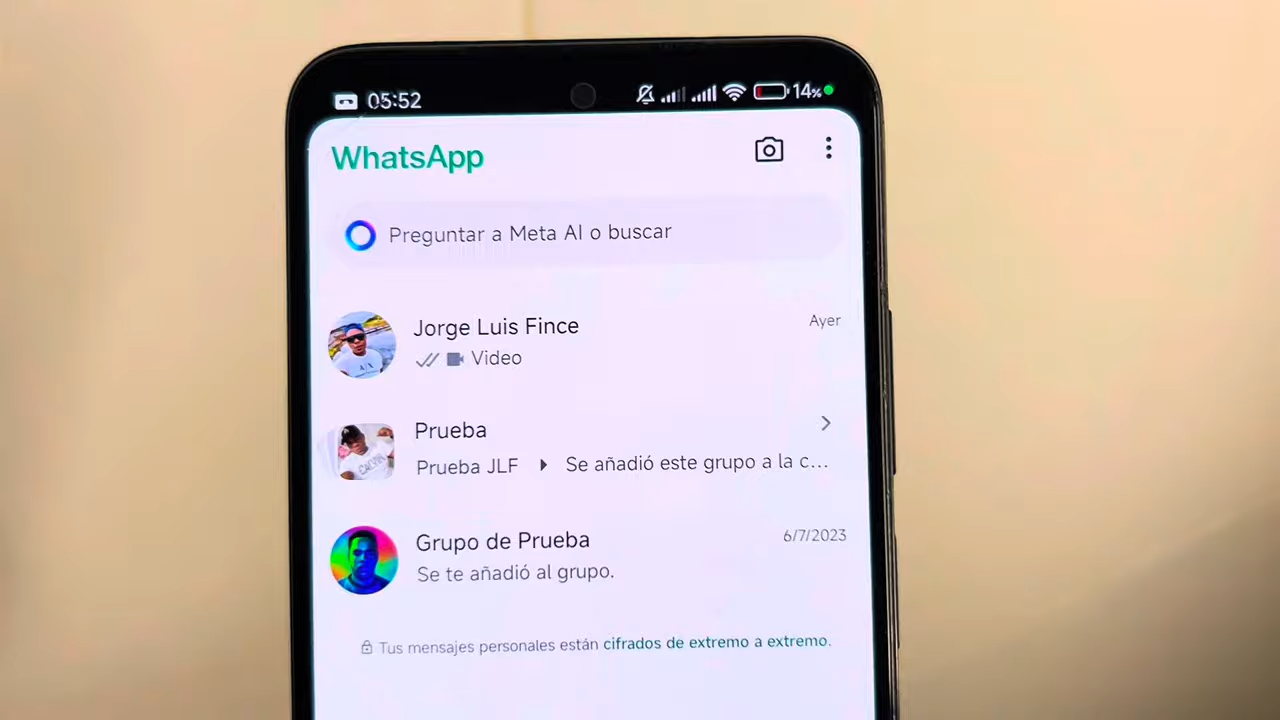 05:52 14%
WhatsApp
Preguntar a Meta AI o buscar
Jorge Luis Fince Ayer
Video
Prueba
Prueba JLF Se añadió este grupo a la c...
Grupo de Prueba 6/7/2023
Se te añadió al grupo.
Tus mensajes personales están cifrados de extremo a extremo.